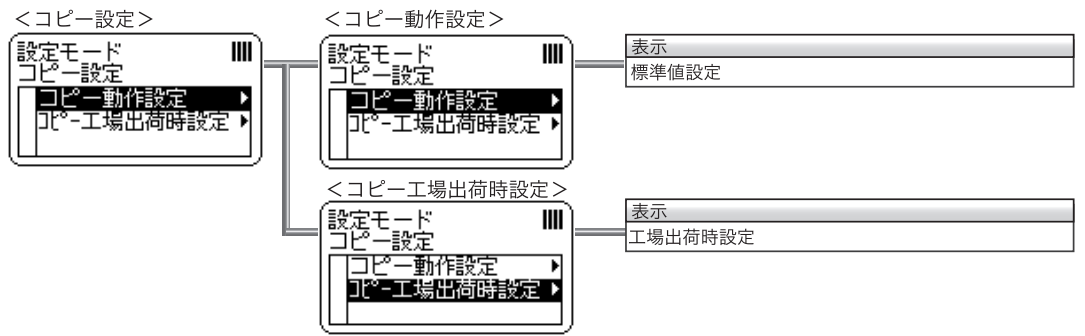 ＜コピー設定＞
設定モード
コピー設定
コピー動作設定
ｺﾋﾟｰ工場出荷時設定
＜コピー動作設定＞
設定モード
コピー設定
コピー動作設定
ｺﾋﾟｰ工場出荷時設定
表示
標準値設定
＜コピー工場出荷時設定＞
設定モード
コピー設定
コピー動作設定
ｺﾋﾟｰ工場出荷時設定
表示
工場出荷時設定